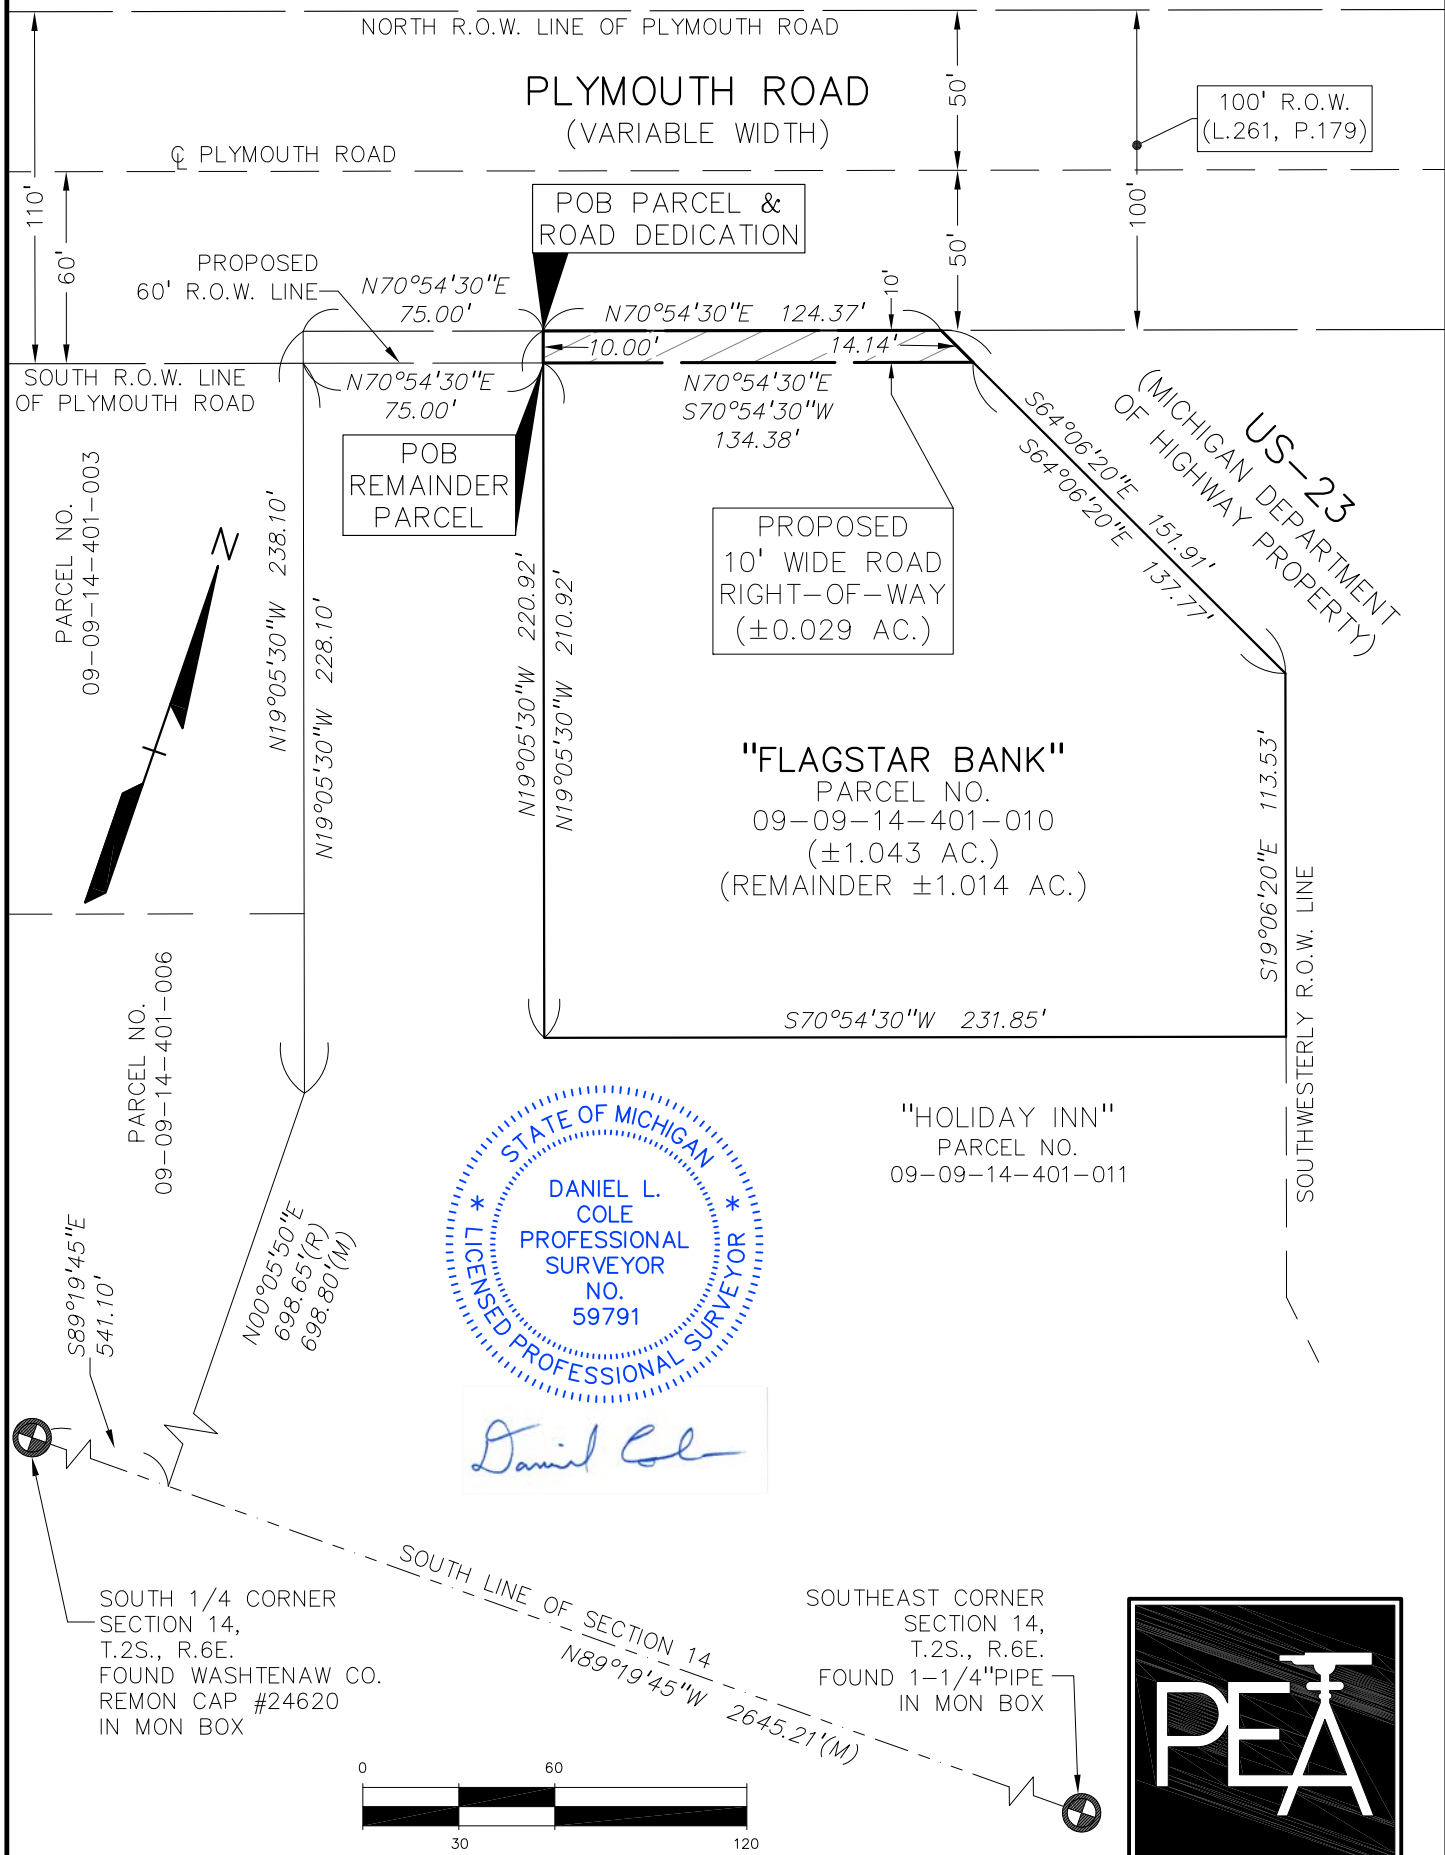 NORTH R.O.W. LINE OF PLYMOUTH ROAD
PLYMOUTH ROAD
(VARIABLE WIDTH)
50'
100' R.O.W.
(L.261, P.179)
℄ PLYMOUTH ROAD
110'
60'
50'
100'
POB PARCEL &
ROAD DEDICATION
PROPOSED
60' R.O.W. LINE
N70°54'30"E
75.00'
N70°54'30"E 124.37'
10'
10.00'
14.14'
SOUTH R.O.W. LINE
OF PLYMOUTH ROAD
N70°54'30"E
75.00'
N70°54'30"E
S70°54'30"W
134.38'
POB
REMAINDER
PARCEL
S64°06'20"E 151.91'
S64°06'20"E 137.77'
US-23
(MICHIGAN DEPARTMENT
OF HIGHWAY PROPERTY)
PARCEL NO.
09-09-14-401-003
N
N19°05'30"W 238.10'
N19°05'30"W 228.10'
N19°05'30"W 220.92'
N19°05'30"W 210.92'
PROPOSED
10' WIDE ROAD
RIGHT-OF-WAY
(±0.029 AC.)
"FLAGSTAR BANK"
PARCEL NO.
09-09-14-401-010
(±1.043 AC.)
(REMAINDER ±1.014 AC.)
S19°06'20"E 113.53'
SOUTHWESTERLY R.O.W. LINE
S70°54'30"W 231.85'
PARCEL NO.
09-09-14-401-006
"HOLIDAY INN"
PARCEL NO.
09-09-14-401-011
STATE OF MICHIGAN
DANIEL L.
COLE
PROFESSIONAL
SURVEYOR
NO.
59791
* LICENSED PROFESSIONAL SURVEYOR *
Daniel Cole
N00°05'50"E
698.65'(R)
698.80'(M)
S89°19'45"E
541.10'
SOUTH LINE OF SECTION 14
N89°19'45"W 2645.21'(M)
SOUTH 1/4 CORNER
SECTION 14,
T.2S., R.6E.
FOUND WASHTENAW CO.
REMON CAP #24620
IN MON BOX
SOUTHEAST CORNER
SECTION 14,
T.2S., R.6E.
FOUND 1-1/4"PIPE
IN MON BOX
0 60
30 120
PEA